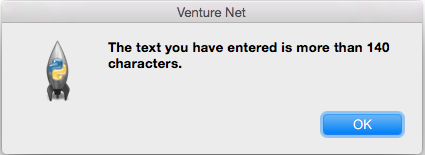 Venture Net
The text you have entered is more than 140
characters.
OK